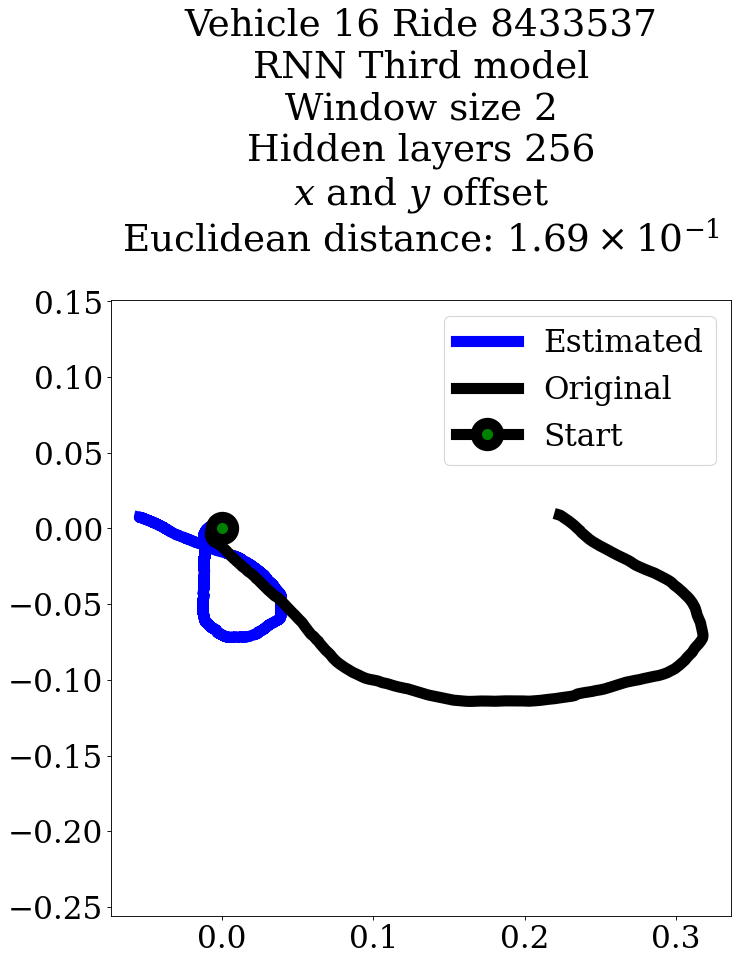 Vehicle 16 Ride 8433537
RNN Third model
Window size 2
Hidden layers 256
x and y offset
Euclidean distance: 1.69 × 10⁻¹
Estimated
Original
Start
0.15
0.10
0.05
0.00
−0.05
−0.10
−0.15
−0.20
−0.25
0.0 0.1 0.2 0.3